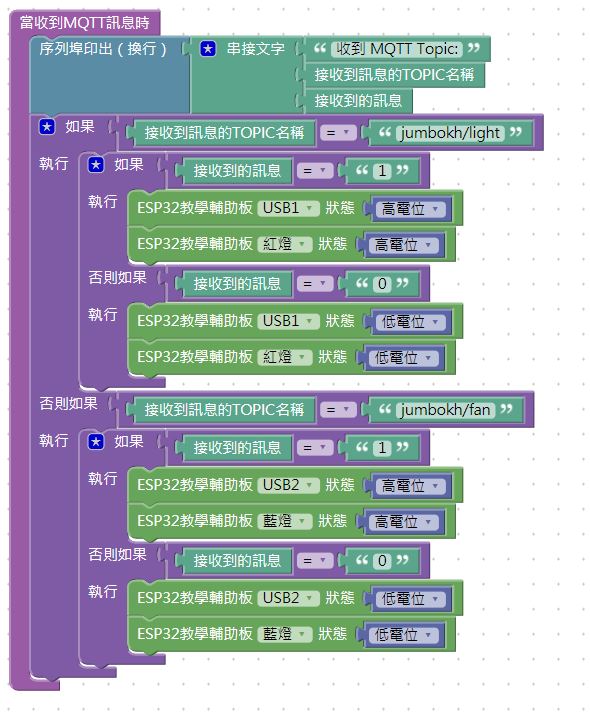 當收到MQTT訊息時
序列埠印出（換行） 串接文字 “ 收到 MQTT Topic: ”
接收到訊息的TOPIC名稱
接收到的訊息
如果 接收到訊息的TOPIC名稱 = “ jumbokh/light ”
執行 如果 接收到的訊息 = “ 1 ”
執行 ESP32教學輔助板 USB1 狀態 高電位
ESP32教學輔助板 紅燈 狀態 高電位
否則如果 接收到的訊息 = “ 0 ”
執行 ESP32教學輔助板 USB1 狀態 低電位
ESP32教學輔助板 紅燈 狀態 低電位
否則如果 接收到訊息的TOPIC名稱 = “ jumbokh/fan ”
執行 如果 接收到的訊息 = “ 1 ”
執行 ESP32教學輔助板 USB2 狀態 高電位
ESP32教學輔助板 藍燈 狀態 高電位
否則如果 接收到的訊息 = “ 0 ”
執行 ESP32教學輔助板 USB2 狀態 低電位
ESP32教學輔助板 藍燈 狀態 低電位